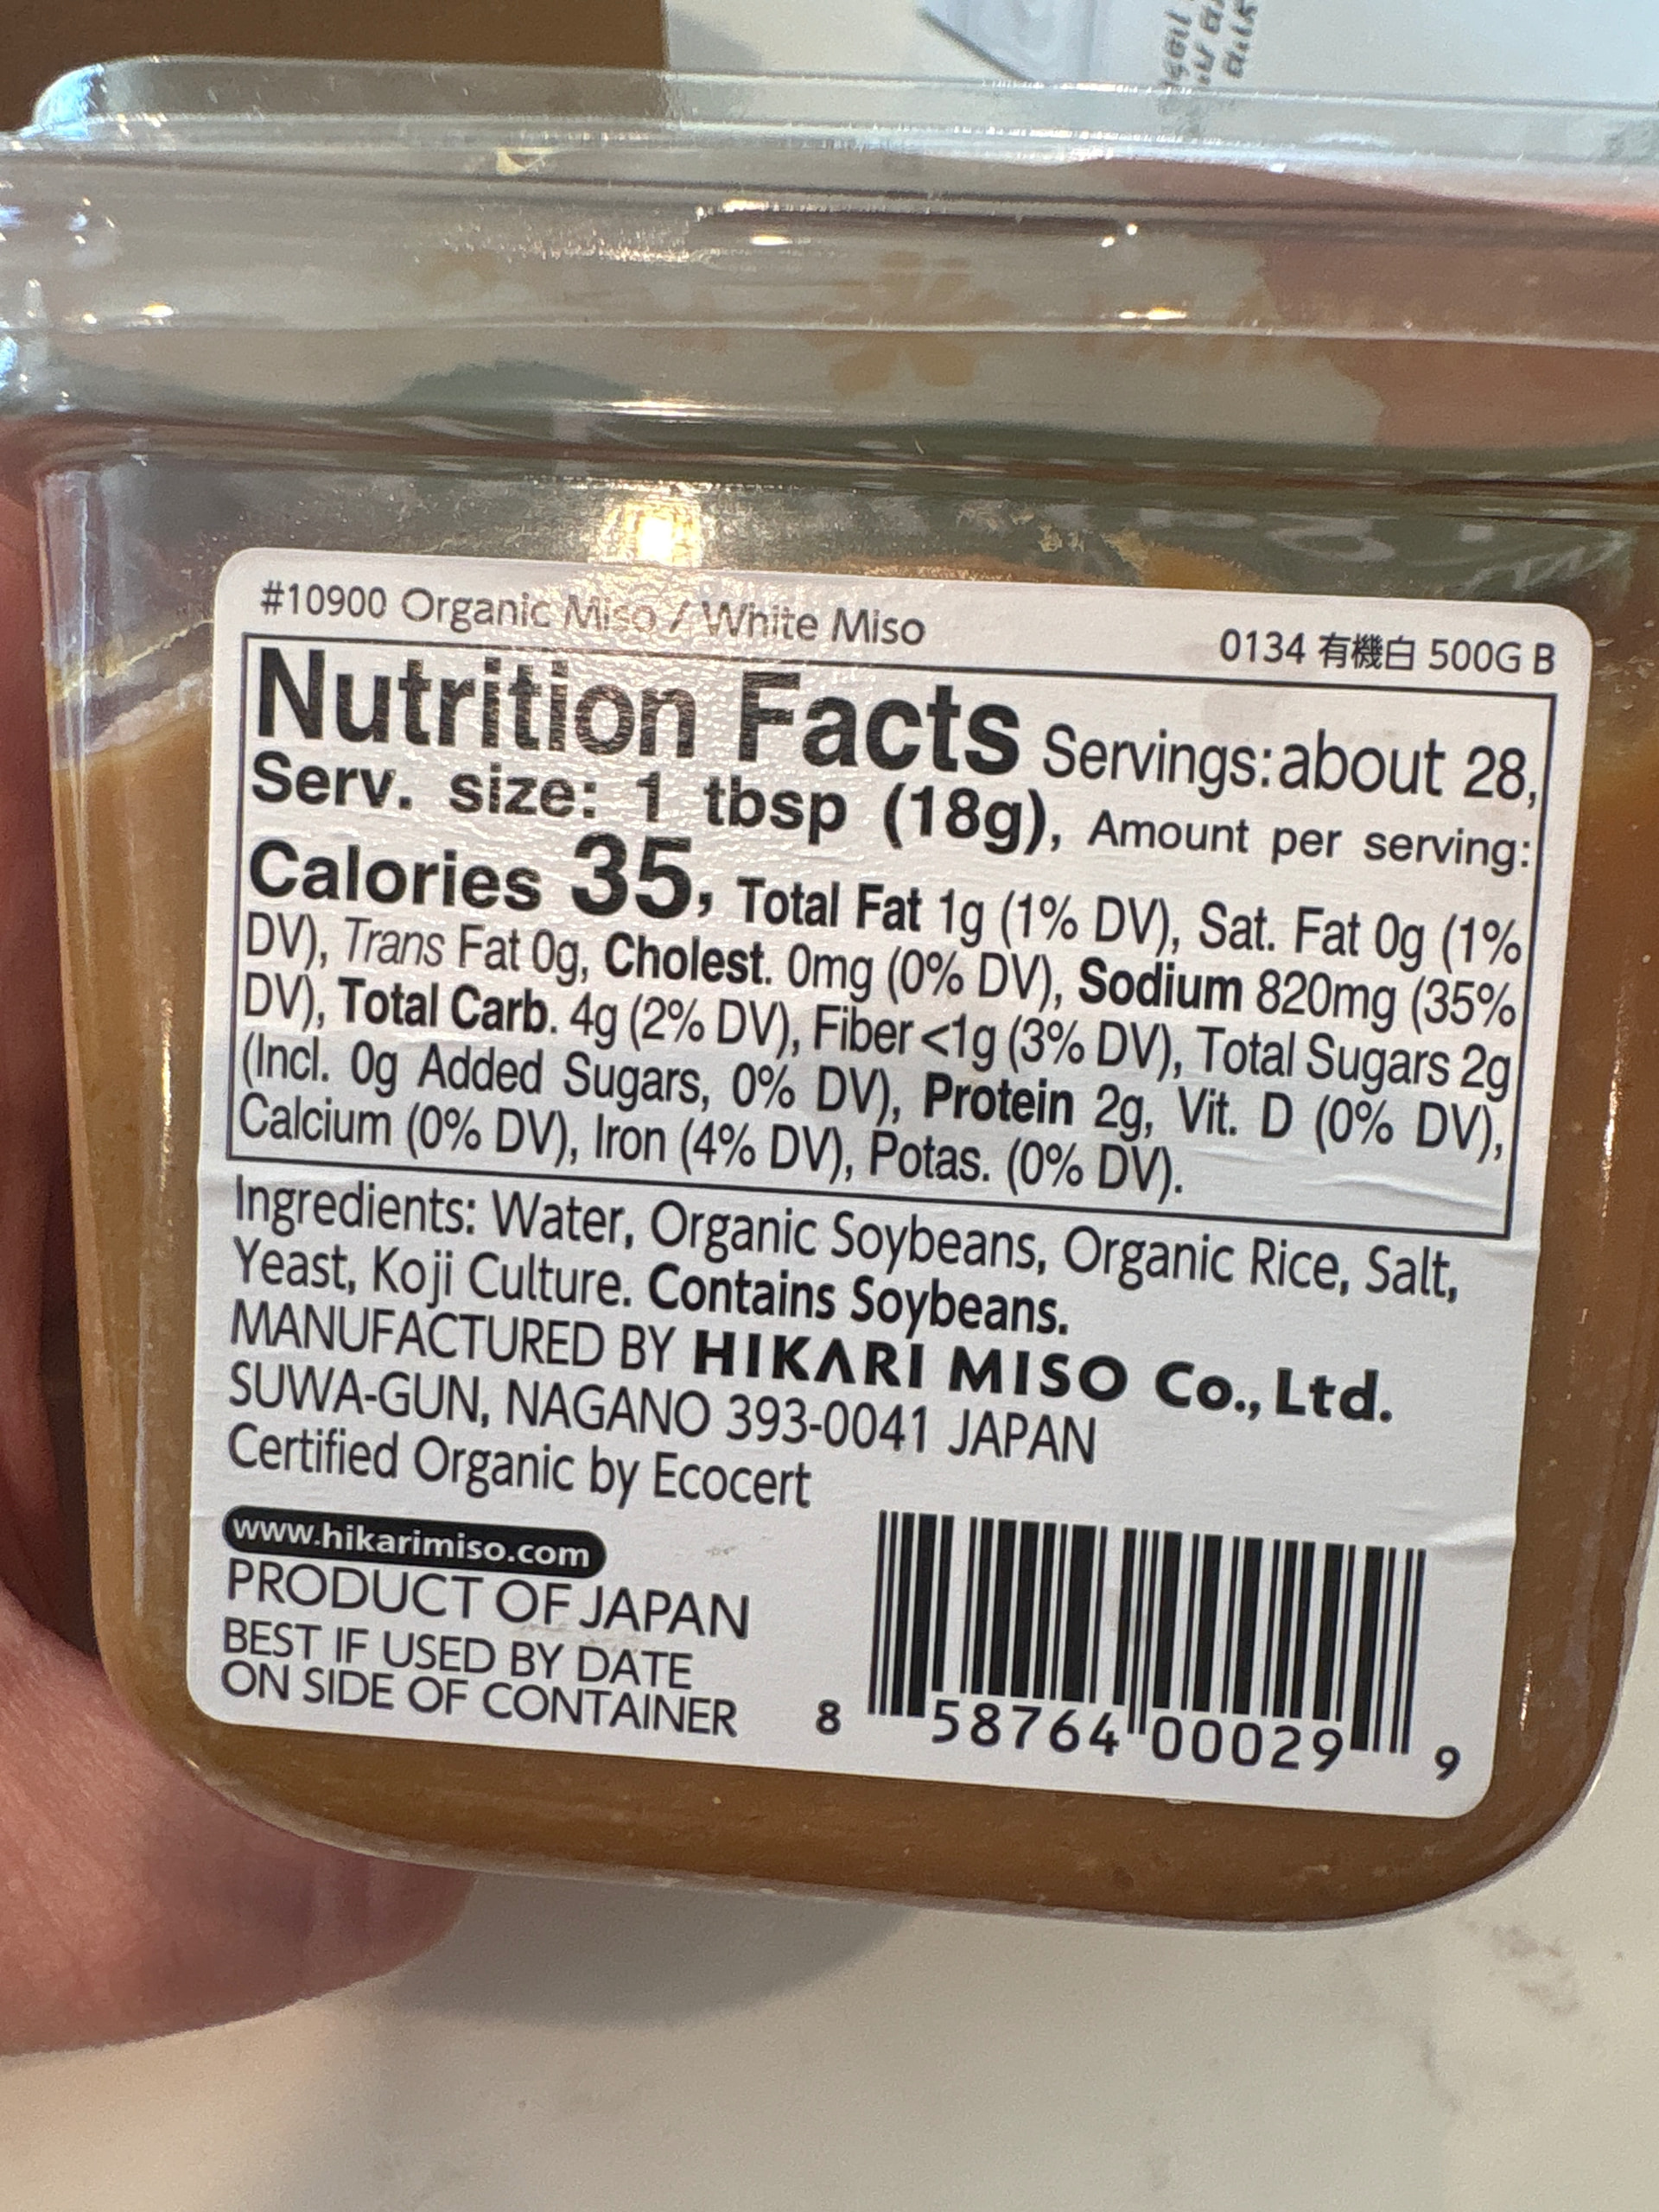 #10900 Organic Miso / White Miso
0134 有機白 500G B
Nutrition Facts Servings: about 28,
Serv. size: 1 tbsp (18g), Amount per serving:
Calories 35, Total Fat 1g (1% DV), Sat. Fat 0g (1%
DV), Trans Fat 0g, Cholest. 0mg (0% DV), Sodium 820mg (35%
DV), Total Carb. 4g (2% DV), Fiber <1g (3% DV), Total Sugars 2g
(Incl. 0g Added Sugars, 0% DV), Protein 2g, Vit. D (0% DV),
Calcium (0% DV), Iron (4% DV), Potas. (0% DV).
Ingredients: Water, Organic Soybeans, Organic Rice, Salt,
Yeast, Koji Culture. Contains Soybeans.
MANUFACTURED BY HIKARI MISO Co., Ltd.
SUWA-GUN, NAGANO 393-0041 JAPAN
Certified Organic by Ecocert
www.hikarimiso.com
PRODUCT OF JAPAN
BEST IF USED BY DATE
ON SIDE OF CONTAINER
8 58764 00029 9